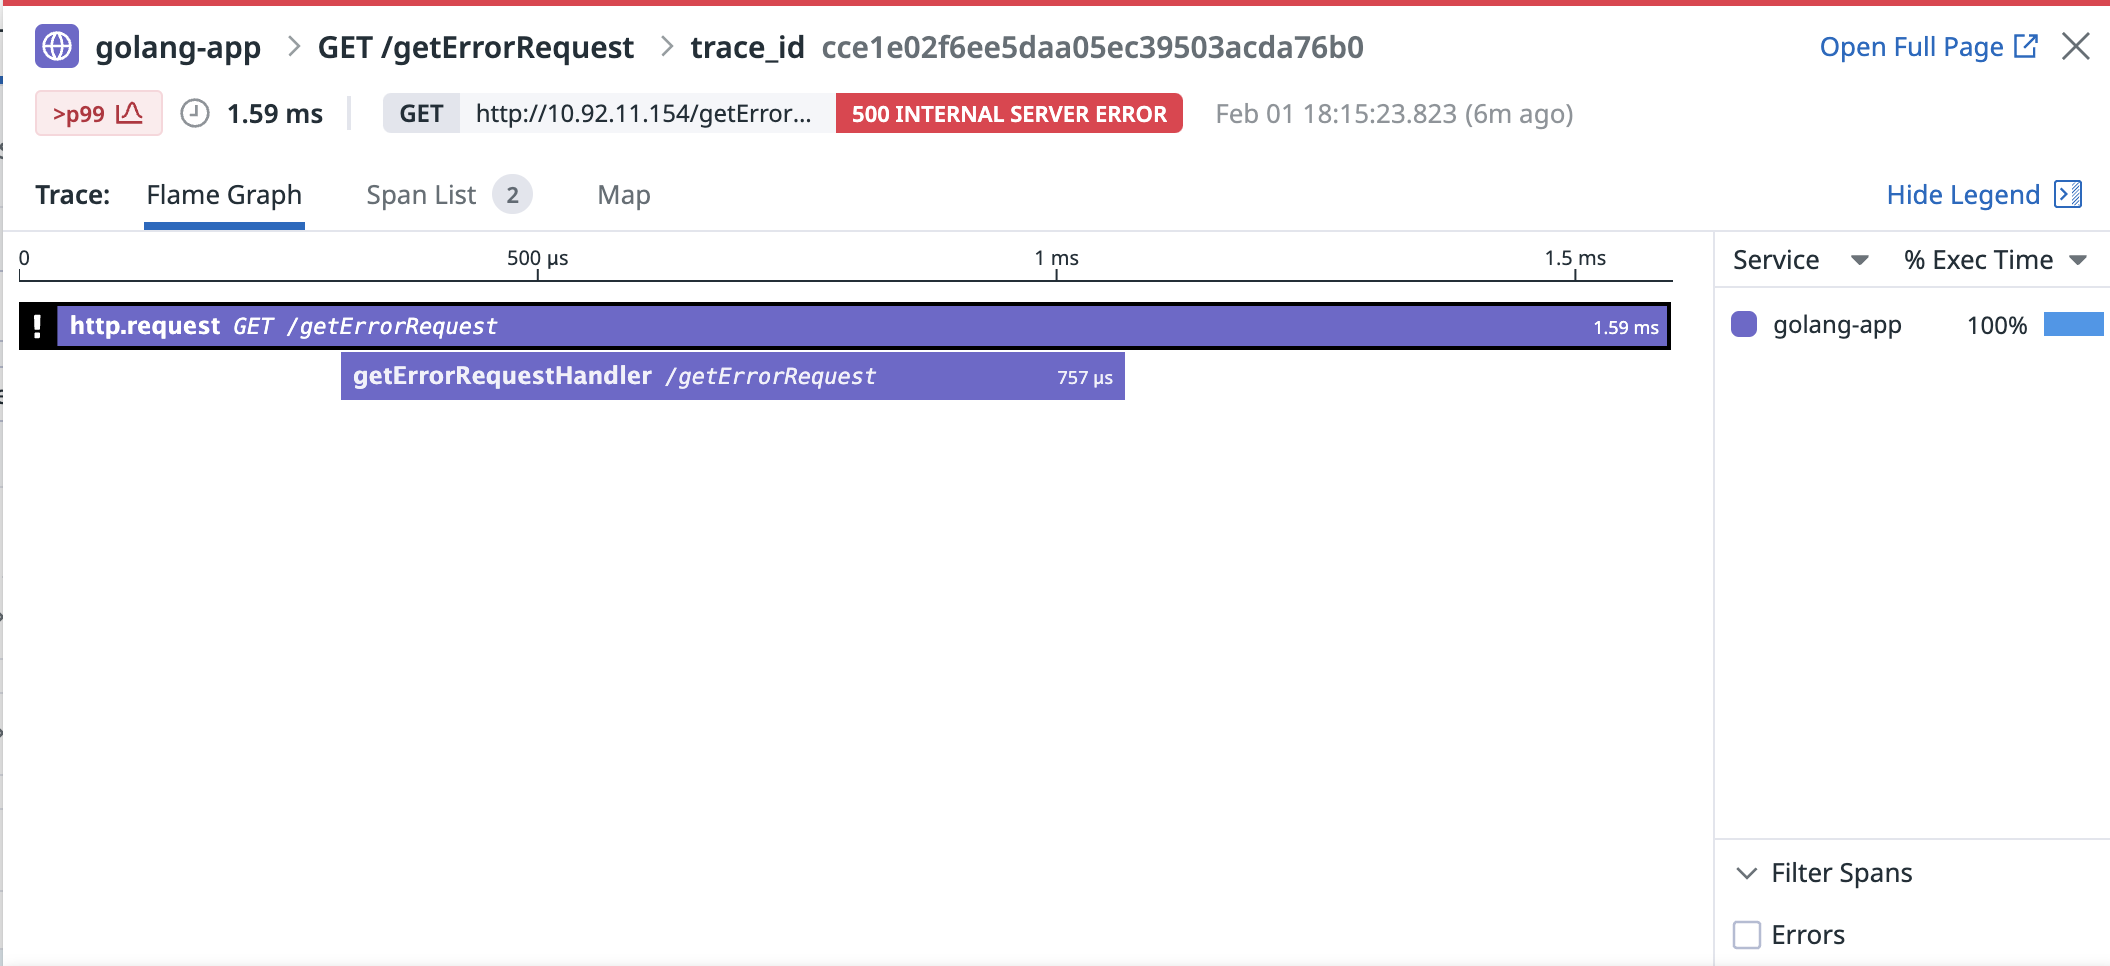 golang-app > GET /getErrorRequest > trace_id cce1e02f6ee5daa05ec39503acda76b0
Open Full Page
>p99 1.59 ms GET http://10.92.11.154/getError... 500 INTERNAL SERVER ERROR Feb 01 18:15:23.823 (6m ago)
Trace: Flame Graph Span List 2 Map
Hide Legend
0 500 µs 1 ms 1.5 ms
Service % Exec Time
! http.request GET /getErrorRequest 1.59 ms
golang-app 100%
getErrorRequestHandler /getErrorRequest 757 µs
Filter Spans
Errors